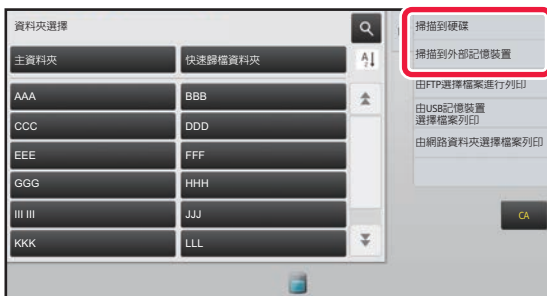 資料夾選擇
主資料夾
快速歸檔資料夾
AAA
BBB
CCC
DDD
EEE
FFF
GGG
HHH
III III
JJJ
KKK
LLL
掃描到硬碟
掃描到外部記憶裝置
由FTP選擇檔案進行列印
由USB記憶裝置
選擇檔案列印
由網路資料夾選擇檔案列印
CA